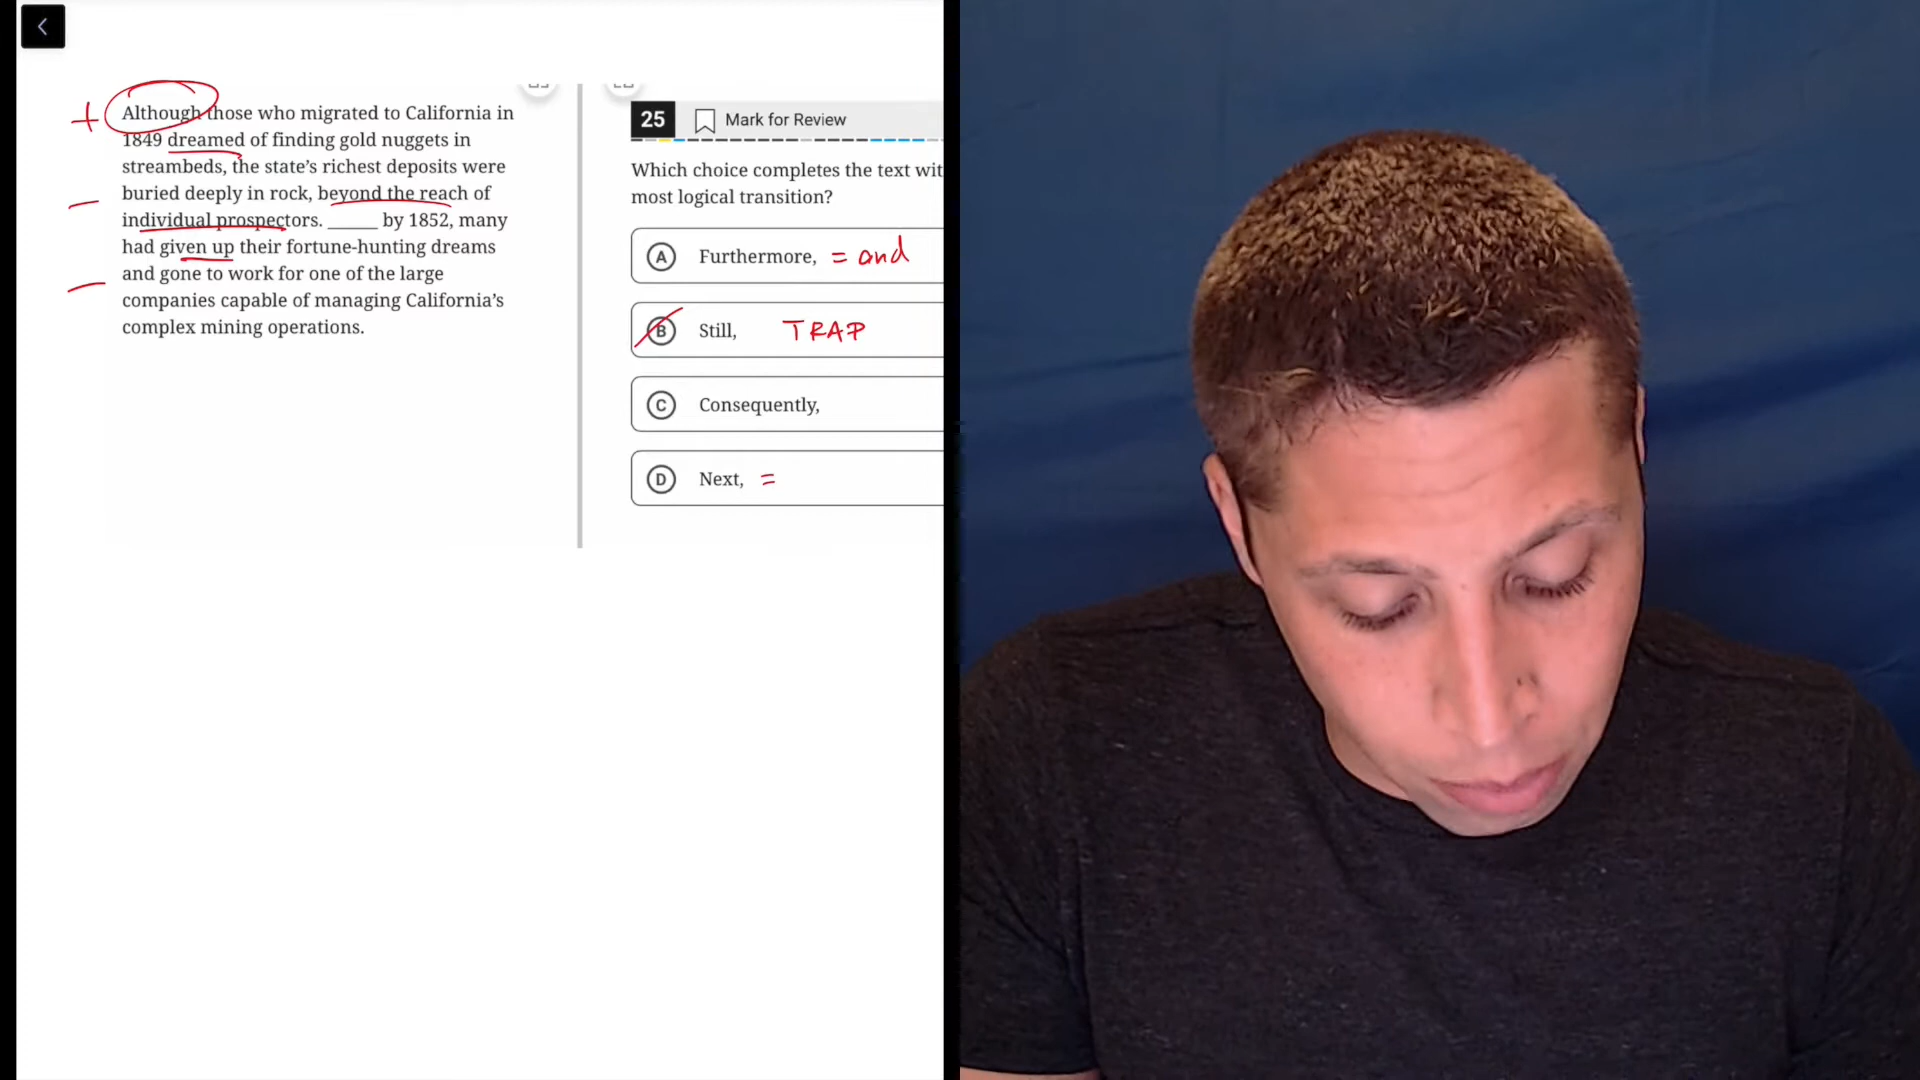 + Although those who migrated to California in
1849 dreamed of finding gold nuggets in
streambeds, the state’s richest deposits were
buried deeply in rock, beyond the reach of
individual prospectors. ______ by 1852, many
had given up their fortune-hunting dreams
and gone to work for one of the large
companies capable of managing California’s
complex mining operations.
25 Mark for Review
Which choice completes the text wit
most logical transition?
A Furthermore, = and
B Still, TRAP
C Consequently,
D Next, =